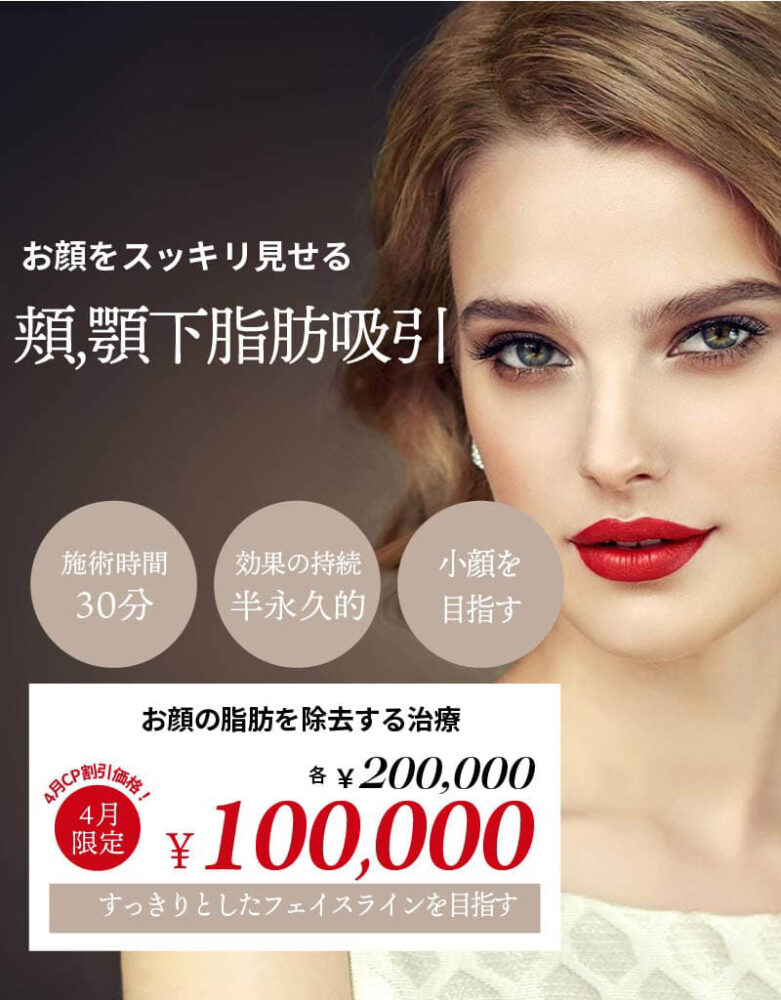 お顔をスッキリ見せる
頬,顎下脂肪吸引
施術時間
30分
効果の持続
半永久的
小顔を
目指す
お顔の脂肪を除去する治療
4月CP割引価格!
4月
限定
各 ¥200,000
¥100,000
すっきりとしたフェイスラインを目指す